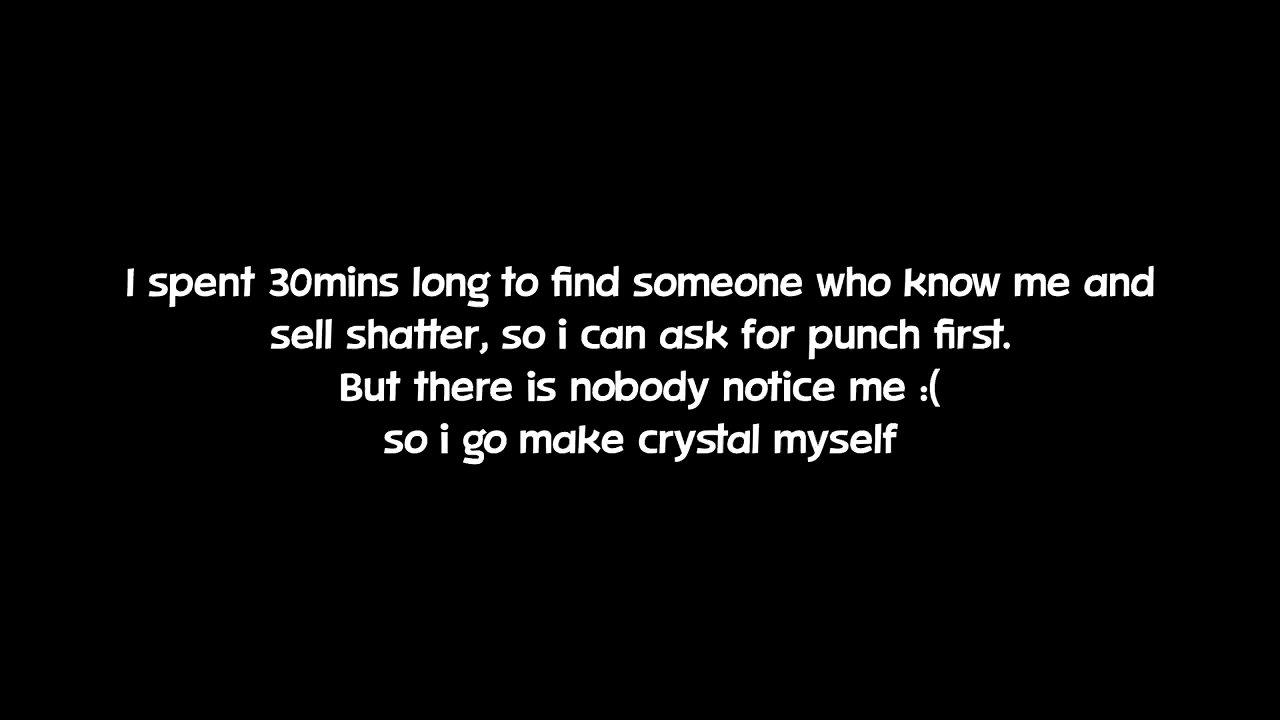 I spent 30mins long to find someone who know me and
sell shatter, so i can ask for punch first.
But there is nobody notice me :(
so i go make crystal myself